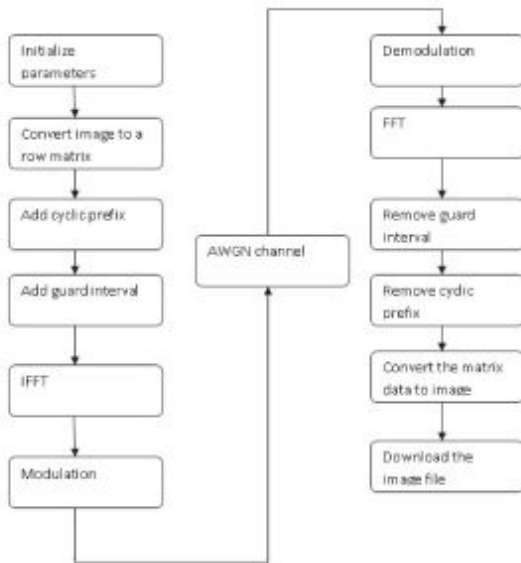 Initialize
parameters
Convert image to a
row matrix
Add cyclic prefix
Add guard interval
IFFT
Modulation
AWGN channel
Demodulation
FFT
Remove guard
Interval
Remove cyclic
prefix
Convert the matrix
data to image
Download the
image file